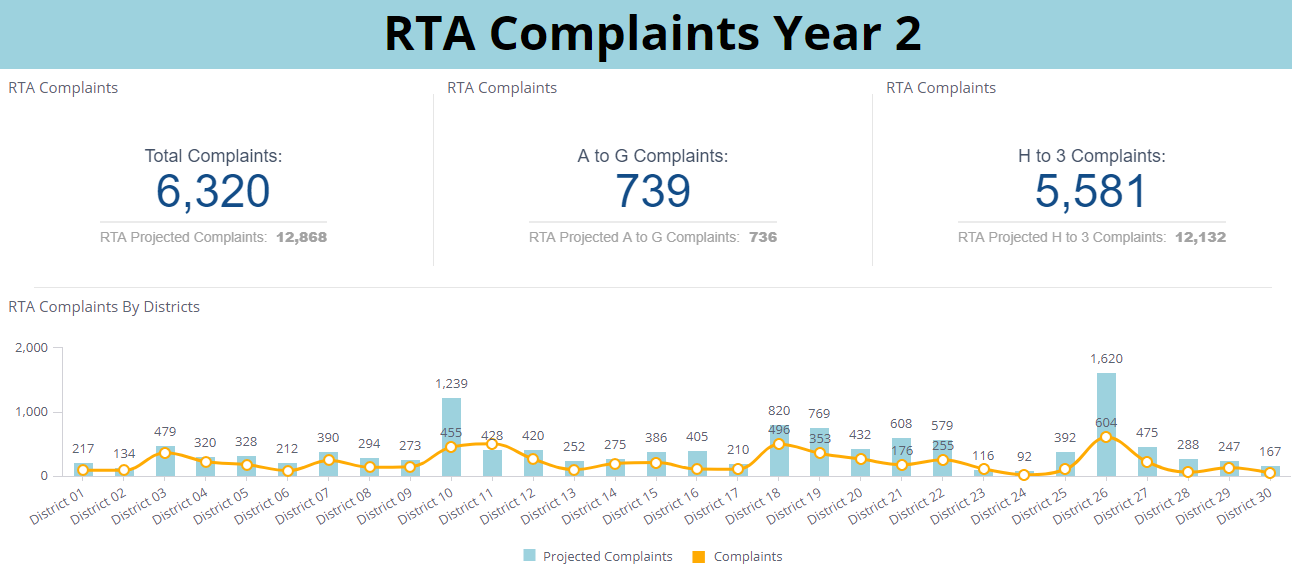 RTA Complaints Year 2
RTA Complaints
RTA Complaints
RTA Complaints
Total Complaints:
6,320
RTA Projected Complaints: 12,868
A to G Complaints:
739
RTA Projected A to G Complaints: 736
H to 3 Complaints:
5,581
RTA Projected H to 3 Complaints: 12,132
RTA Complaints By Districts
2,000
1,000
0
217
134
479
320
328
212
390
294
273
1,239
455
428
420
252
275
386
405
210
820
496
769
353
432
608
176
579
255
116
92
392
1,620
604
475
288
247
167
District 01
District 02
District 03
District 04
District 05
District 06
District 07
District 08
District 09
District 10
District 11
District 12
District 13
District 14
District 15
District 16
District 17
District 18
District 19
District 20
District 21
District 22
District 23
District 24
District 25
District 26
District 27
District 28
District 29
District 30
Projected Complaints
Complaints